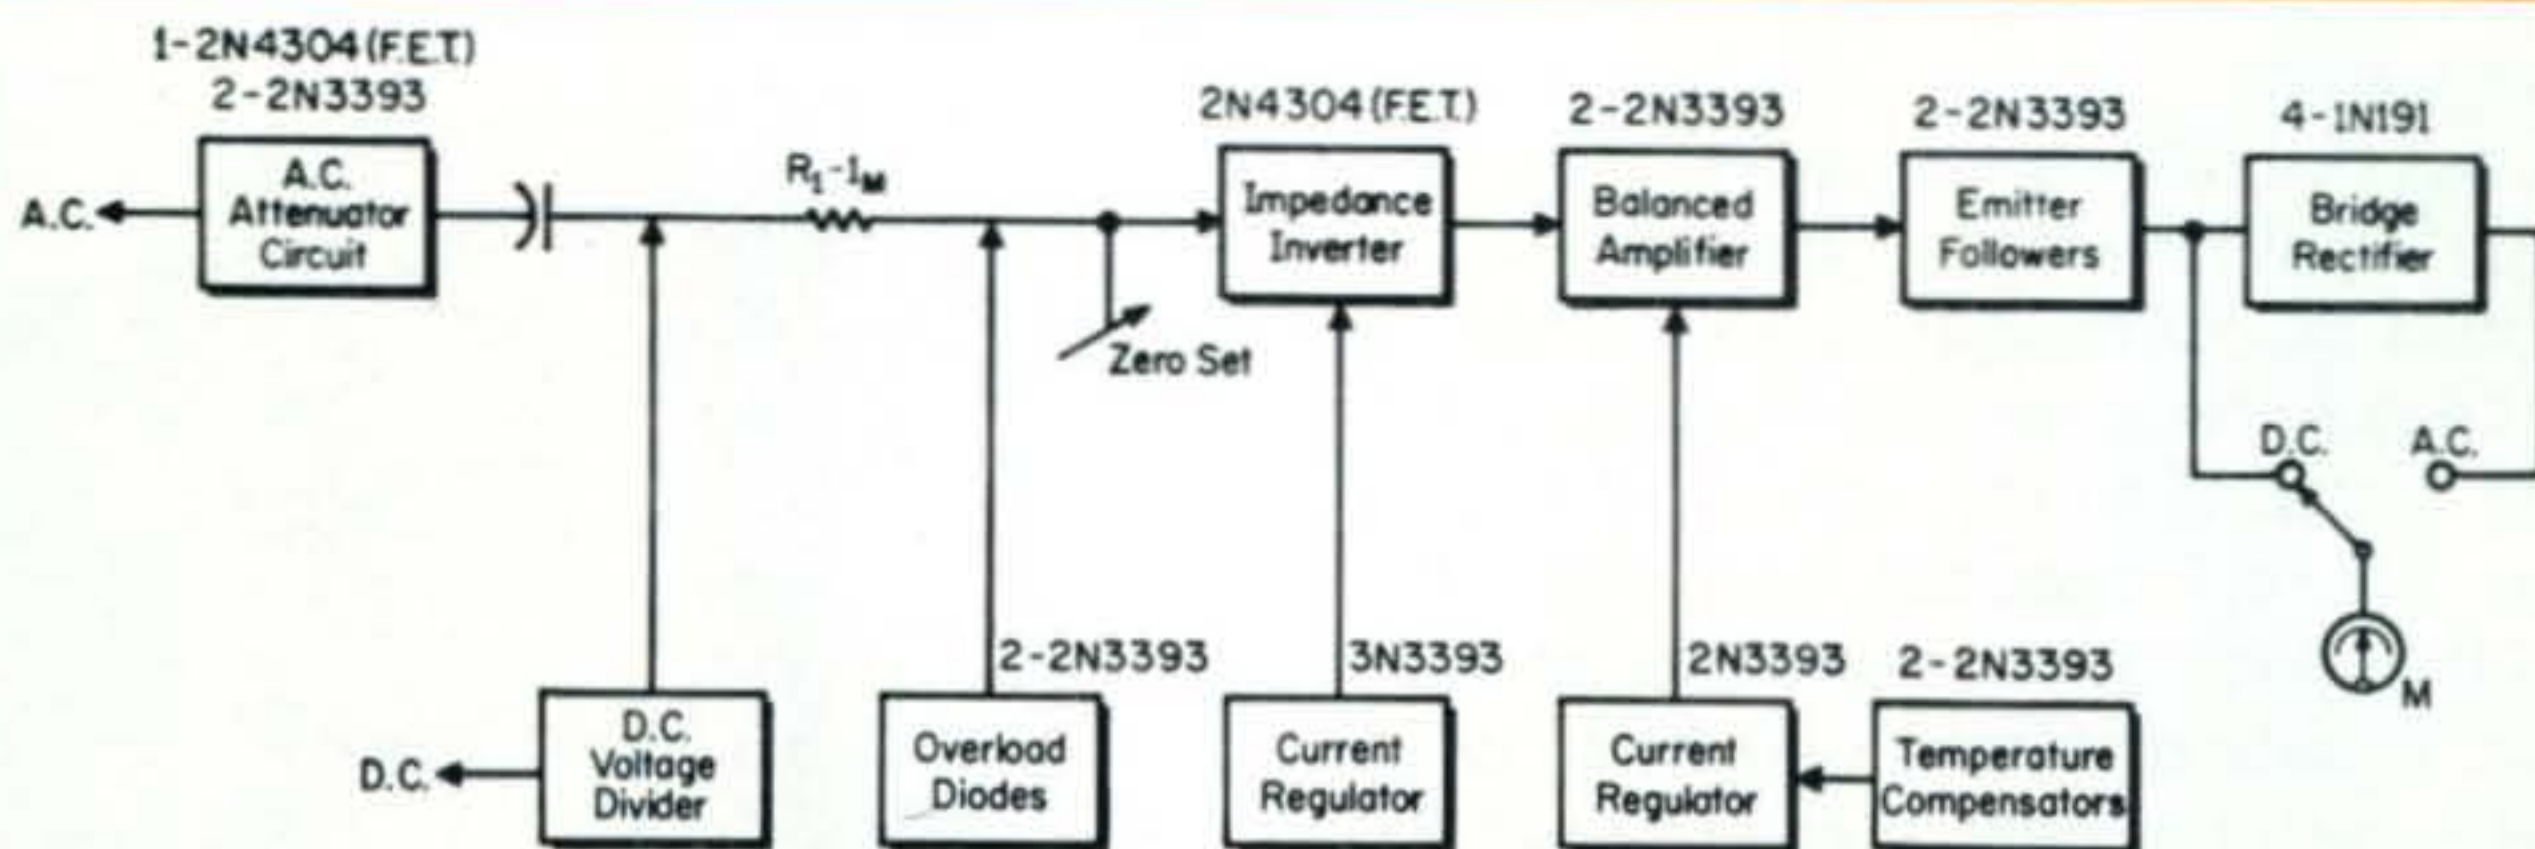 1-2N4304(F.E.T.)
2-2N3393
A.C.
A.C.
Attenuator
Circuit
R1-1M
Zero Set
2N4304(F.E.T.)
Impedance
Inverter
2-2N3393
Balanced
Amplifier
2-2N3393
Emitter
Followers
4-1N191
Bridge
Rectifier
D.C.
A.C.
M
D.C.
D.C.
Voltage
Divider
2-2N3393
Overload
Diodes
3N3393
Current
Regulator
2N3393
Current
Regulator
2-2N3393
Temperature
Compensators